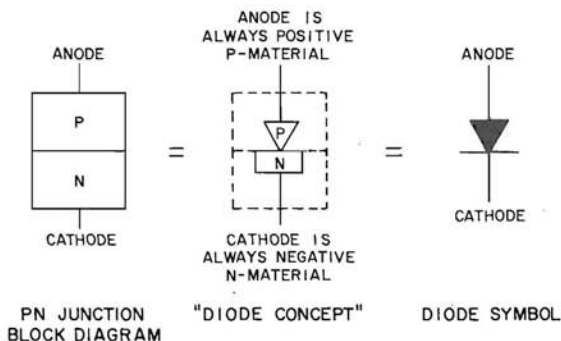 ANODE
P
N
CATHODE
PN JUNCTION
BLOCK DIAGRAM
=
ANODE IS
ALWAYS POSITIVE
P-MATERIAL
P
N
CATHODE IS
ALWAYS NEGATIVE
N-MATERIAL
"DIODE CONCEPT"
=
ANODE
CATHODE
DIODE SYMBOL